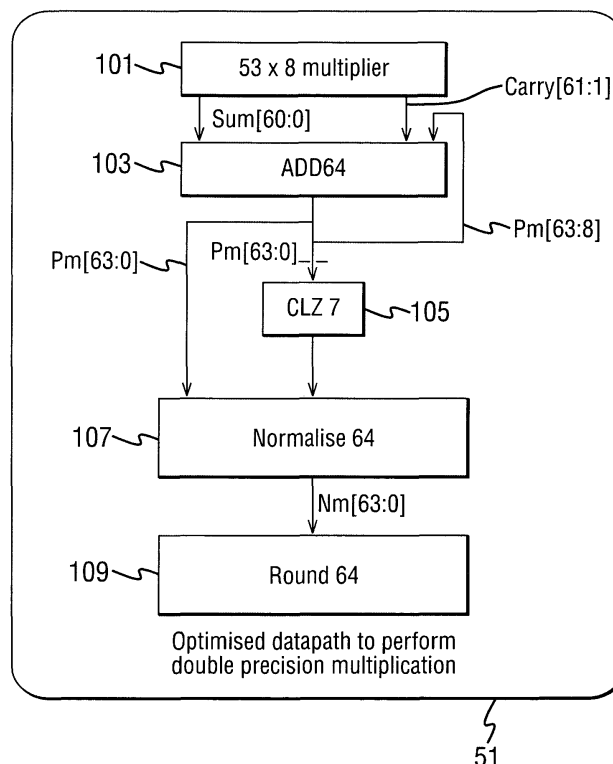 101
53 x 8 multiplier
Carry[61:1]
Sum[60:0]
103
ADD64
Pm[63:0]
Pm[63:0]
Pm[63:8]
CLZ 7
105
107
Normalise 64
Nm[63:0]
109
Round 64
Optimised datapath to perform
double precision multiplication
51